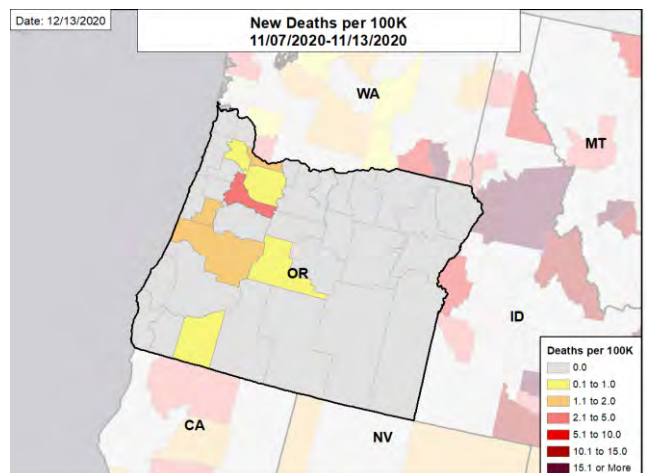 Date: 12/13/2020
New Deaths per 100K
11/07/2020-11/13/2020
WA
MT
OR
ID
CA
NV
Deaths per 100K
0.0
0.1 to 1.0
1.1 to 2.0
2.1 to 5.0
5.1 to 10.0
10.1 to 15.0
15.1 or More